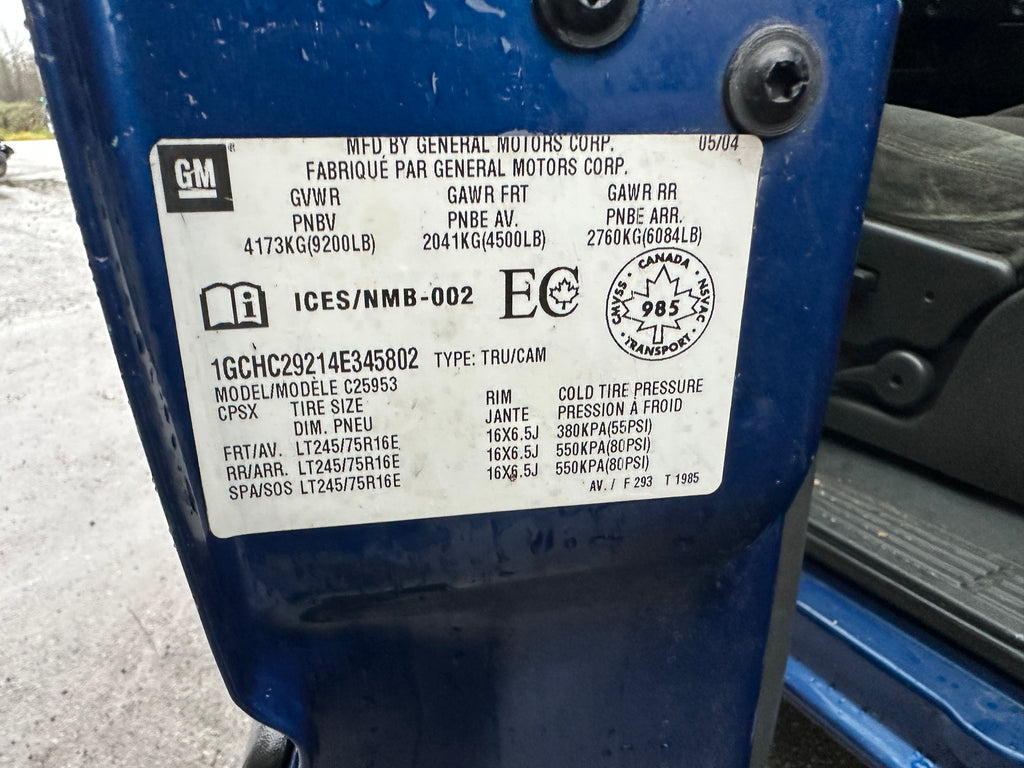 GM®
MFD BY GENERAL MOTORS CORP. 05/04
FABRIQUÉ PAR GENERAL MOTORS CORP.
GVWR GAWR FRT GAWR RR
PNBV PNBE AV. PNBE ARR.
4173KG(9200LB) 2041KG(4500LB) 2760KG(6084LB)
i ICES/NMB-002 EC
CANADA
CMVSS 985 NSVAC
TRANSPORT
1GCHC29214E345802 TYPE: TRU/CAM
MODEL/MODÈLE C25953
CPSX TIRE SIZE RIM COLD TIRE PRESSURE
DIM. PNEU JANTE PRESSION À FROID
FRT/AV. LT245/75R16E 16X6.5J 380KPA(55PSI)
RR/ARR. LT245/75R16E 16X6.5J 550KPA(80PSI)
SPA/SOS LT245/75R16E 16X6.5J 550KPA(80PSI)
AV. / F 293 T 1985